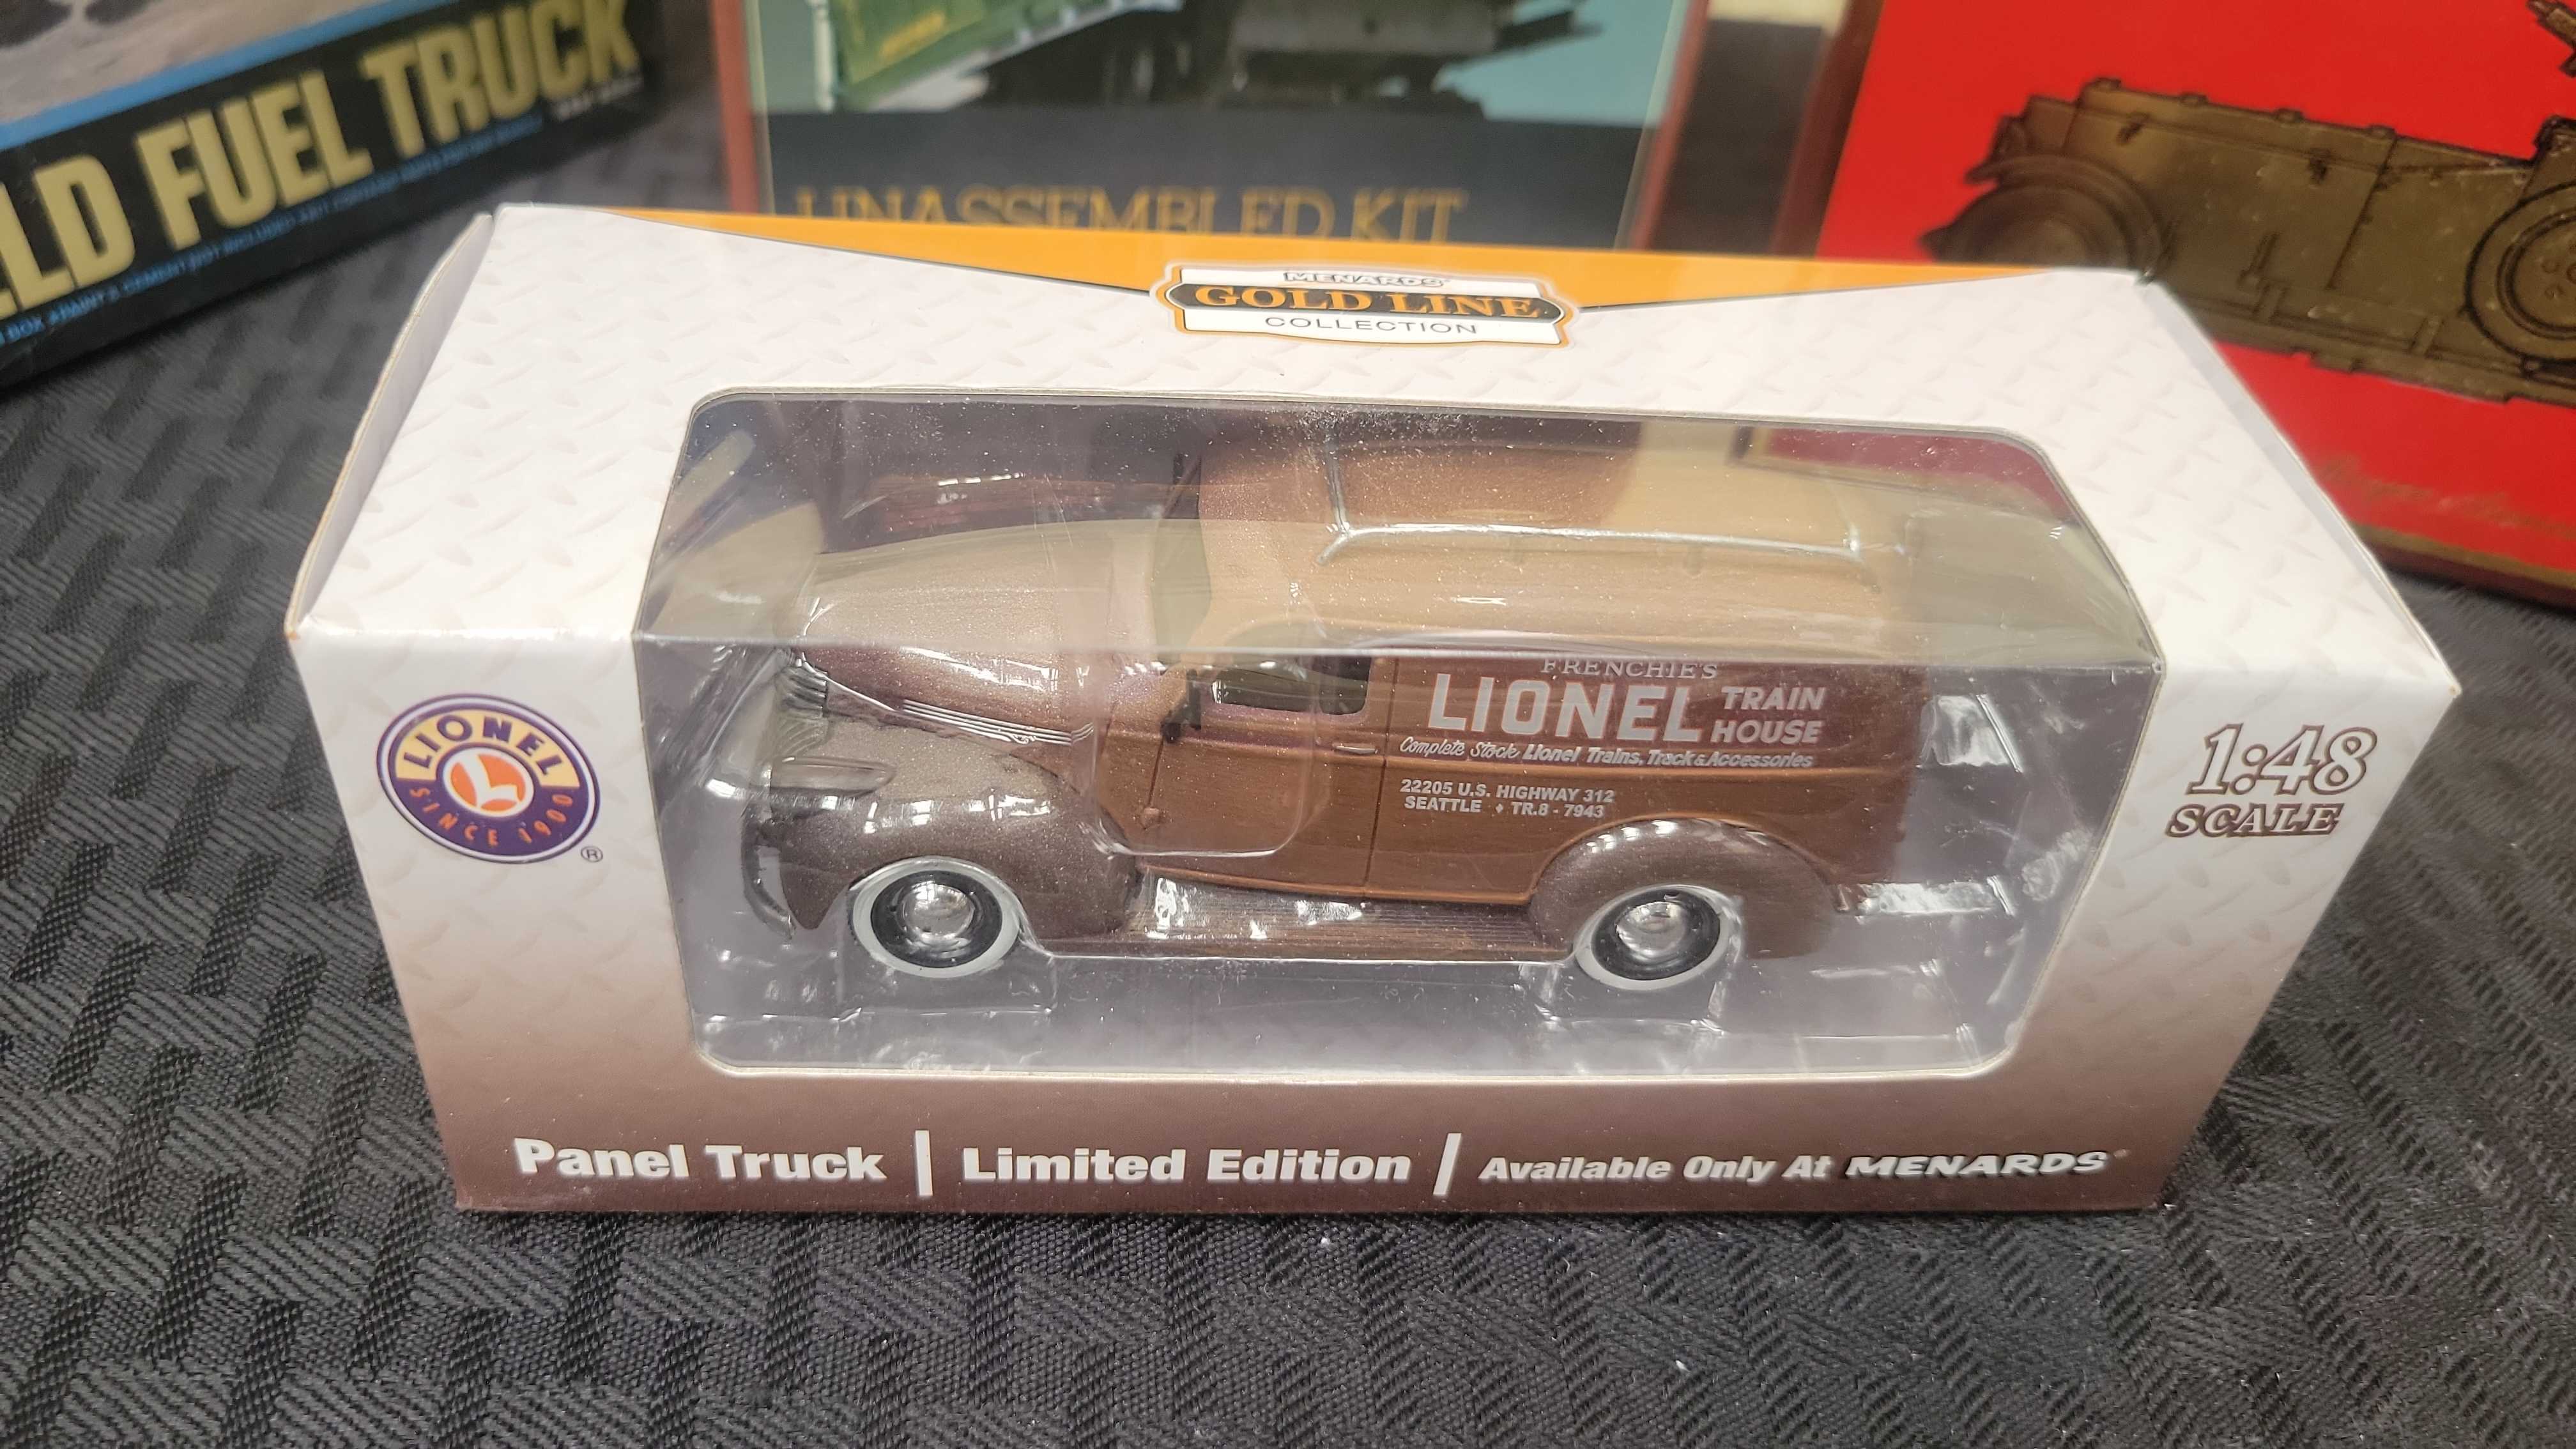 LD FUEL TRUCK
UNASSEMBLED KIT
MENARDS®
GOLD LINE
COLLECTION
LIONEL
SINCE 1900
®
FRENCHIE'S
LIONEL TRAIN HOUSE
Complete Stock Lionel Trains, Track & Accessories
22205 U.S. HIGHWAY 312
SEATTLE ♦ TR.8 - 7943
1:48
SCALE
Panel Truck | Limited Edition | Available Only At MENARDS®